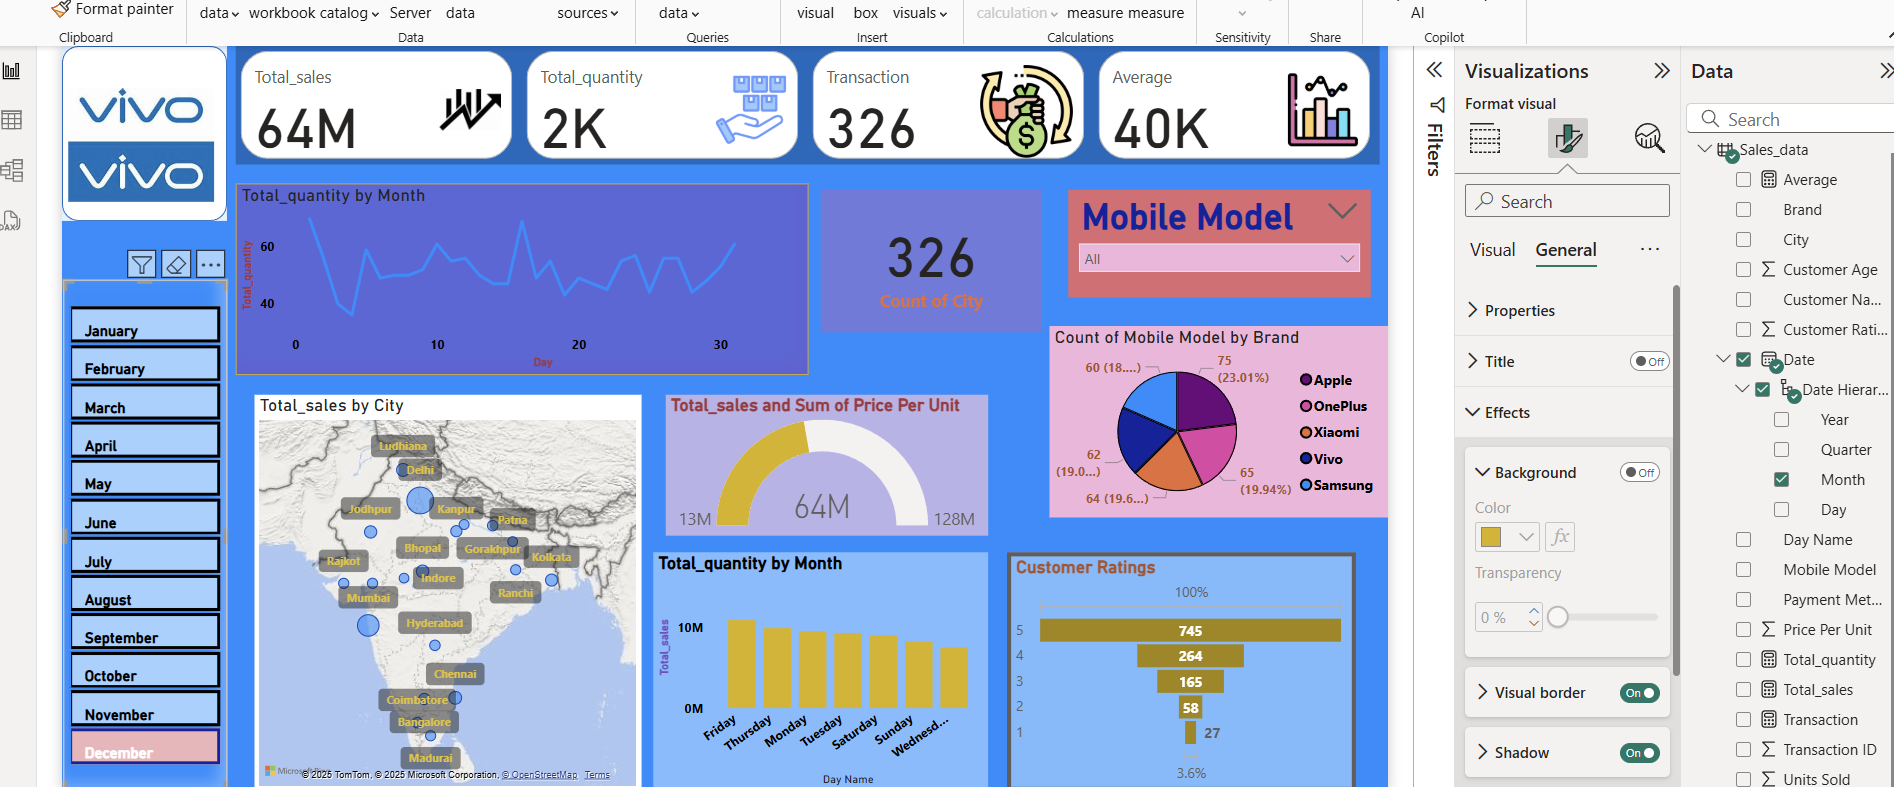 Format painter
data
workbook catalog
Server
data
sources
data
visual
box
visuals
calculation
measure measure
AI
Clipboard
Data
Queries
Insert
Calculations
Sensitivity
Share
Copilot
vivo
vivo
Total_sales
64M
Total_quantity
2K
Transaction
326
Average
40K
Total_quantity by Month
Total_quantity
60
40
0
10
20
30
Day
326
Count of City
Mobile Model
All
January
February
March
April
May
June
July
August
September
October
November
December
Total_sales by City
Ludhiana
Delhi
Jodhpur
Kanpur
Patna
Bhopal
Gorakhpur
Kolkata
Rajkot
Indore
Mumbai
Ranchi
Hyderabad
Chennai
Coimbatore
Bangalore
Madurai
© 2025 TomTom, © 2025 Microsoft Corporation, © OpenStreetMap Terms
Total_sales and Sum of Price Per Unit
64M
13M
128M
Count of Mobile Model by Brand
60 (18....)
75
(23.01%)
62
(19.0...)
64 (19.6...)
65
(19.94%)
Apple
OnePlus
Xiaomi
Vivo
Samsung
Total_quantity by Month
Total_sales
10M
0M
Friday
Thursday
Monday
Tuesday
Saturday
Sunday
Wednesd...
Day Name
Customer Ratings
100%
5
745
4
264
3
165
2
58
1
27
3.6%
Filters
Visualizations
Format visual
Search
Visual
General
Properties
Title
Off
Effects
Background
Off
Color
fx
Transparency
0 %
Visual border
On
Shadow
On
Data
Search
Sales_data
Average
Brand
City
Customer Age
Customer Na...
Customer Rati...
Date
Date Hierar...
Year
Quarter
Month
Day
Day Name
Mobile Model
Payment Met...
Price Per Unit
Total_quantity
Total_sales
Transaction
Transaction ID
Units Sold